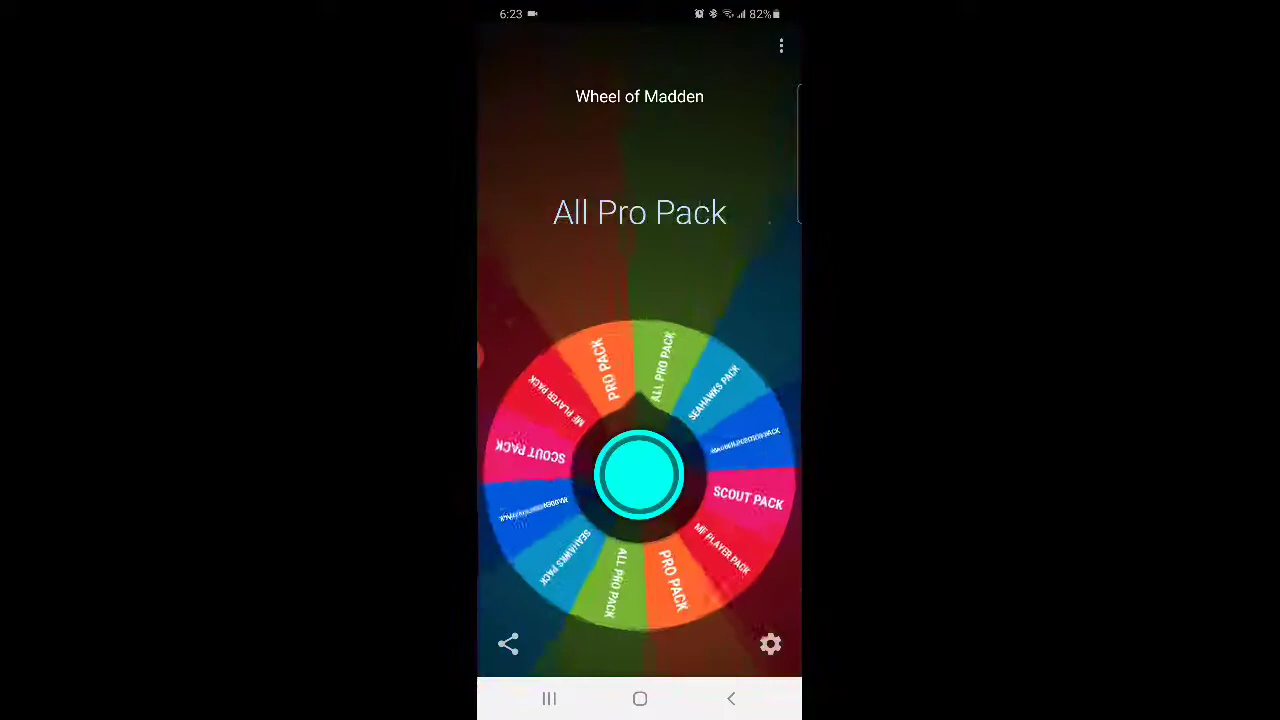 6:23
82%
Wheel of Madden
All Pro Pack
PRO PACK
ALL PRO PACK
SEAHAWKS PACK
SCOUT PACK
MF PLAYER PACK
PRO PACK
ALL PRO PACK
SEAHAWKS PACK
SCOUT PACK
MF PLAYER PACK